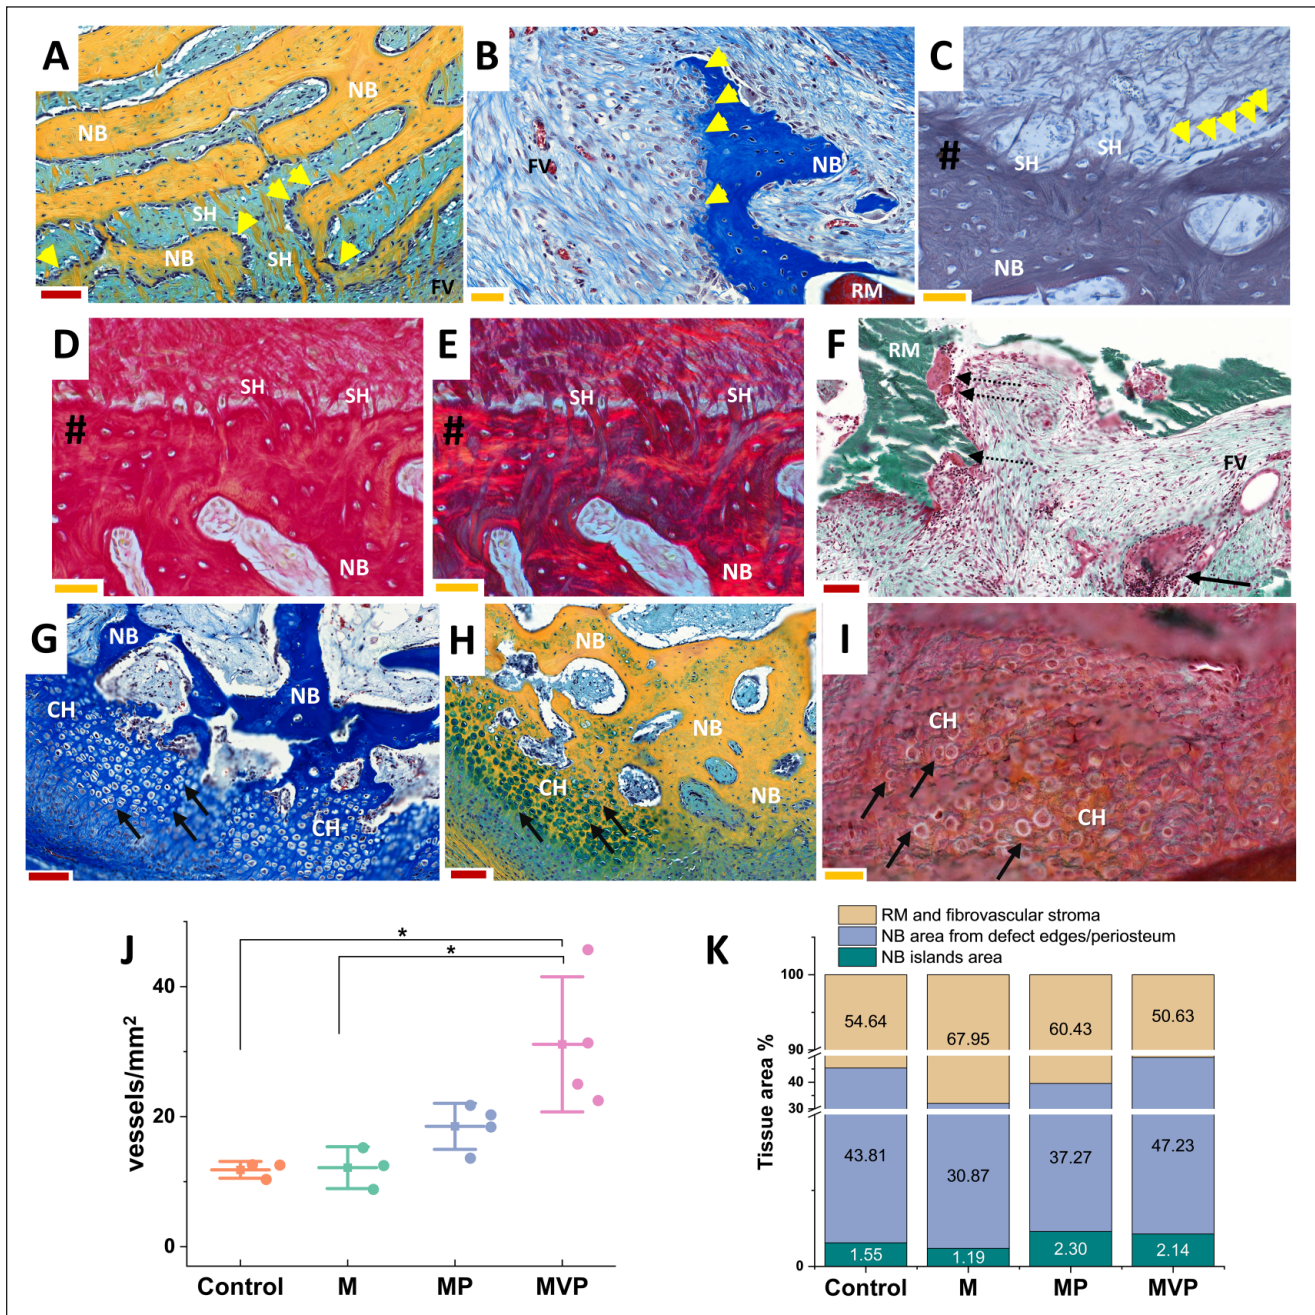 A
NB
NB
SH
NB
SH
FV
B
FV
NB
RM
C
#
SH
SH
NB
D
SH
SH
#
NB
E
SH
SH
#
NB
F
RM
FV
G
NB
NB
CH
CH
H
NB
NB
CH
NB
I
CH
CH
J
*
*
vessels/mm²
40
20
0
Control M MP MVP
K
RM and fibrovascular stroma
NB area from defect edges/periosteum
NB islands area
Tissue area %
100
90
40
30
0
54.64 67.95 60.43 50.63
43.81 30.87 37.27 47.23
1.55 1.19 2.30 2.14
Control M MP MVP